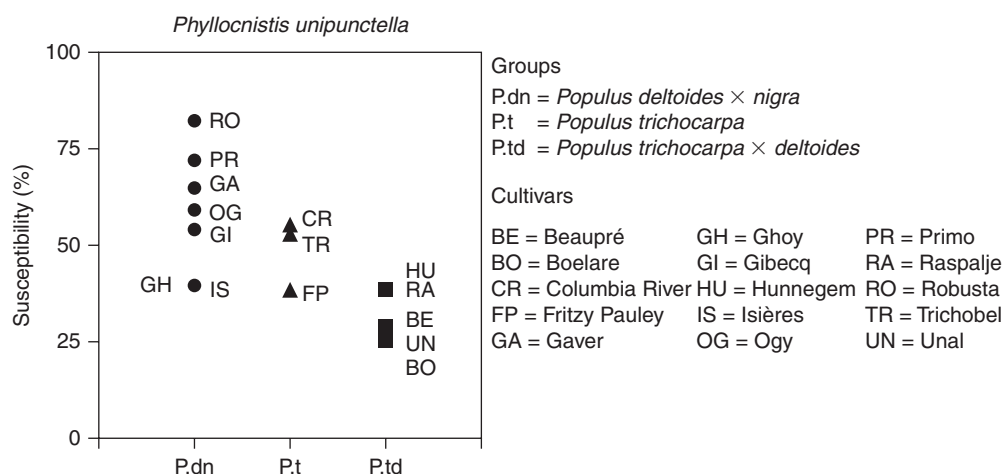 Phyllocnistis unipunctella
Susceptibility (%)
100
75
50
25
0
RO
PR
GA
OG
GI
GH IS
CR
TR
FP
HU
RA
BE
UN
BO
P.dn P.t P.td
Groups
P.dn = Populus deltoides × nigra
P.t = Populus trichocarpa
P.td = Populus trichocarpa × deltoides
Cultivars
BE = Beaupré GH = Ghoy PR = Primo
BO = Boelare GI = Gibecq RA = Raspalje
CR = Columbia River HU = Hunnegem RO = Robusta
FP = Fritzy Pauley IS = Isières TR = Trichobel
GA = Gaver OG = Ogy UN = Unal